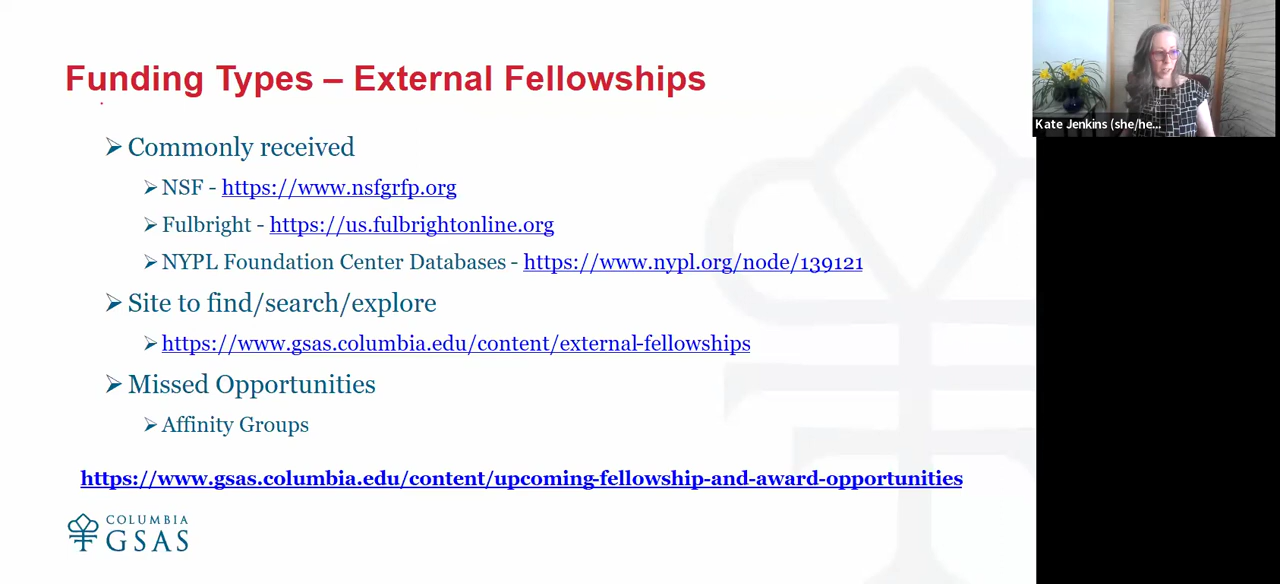 Funding Types – External Fellowships
Commonly received
NSF - https://www.nsfgrfp.org
Fulbright - https://us.fulbrightonline.org
NYPL Foundation Center Databases - https://www.nypl.org/node/139121
Site to find/search/explore
https://www.gsas.columbia.edu/content/external-fellowships
Missed Opportunities
Affinity Groups
https://www.gsas.columbia.edu/content/upcoming-fellowship-and-award-opportunities
COLUMBIA
GSAS
Kate Jenkins (she/he...